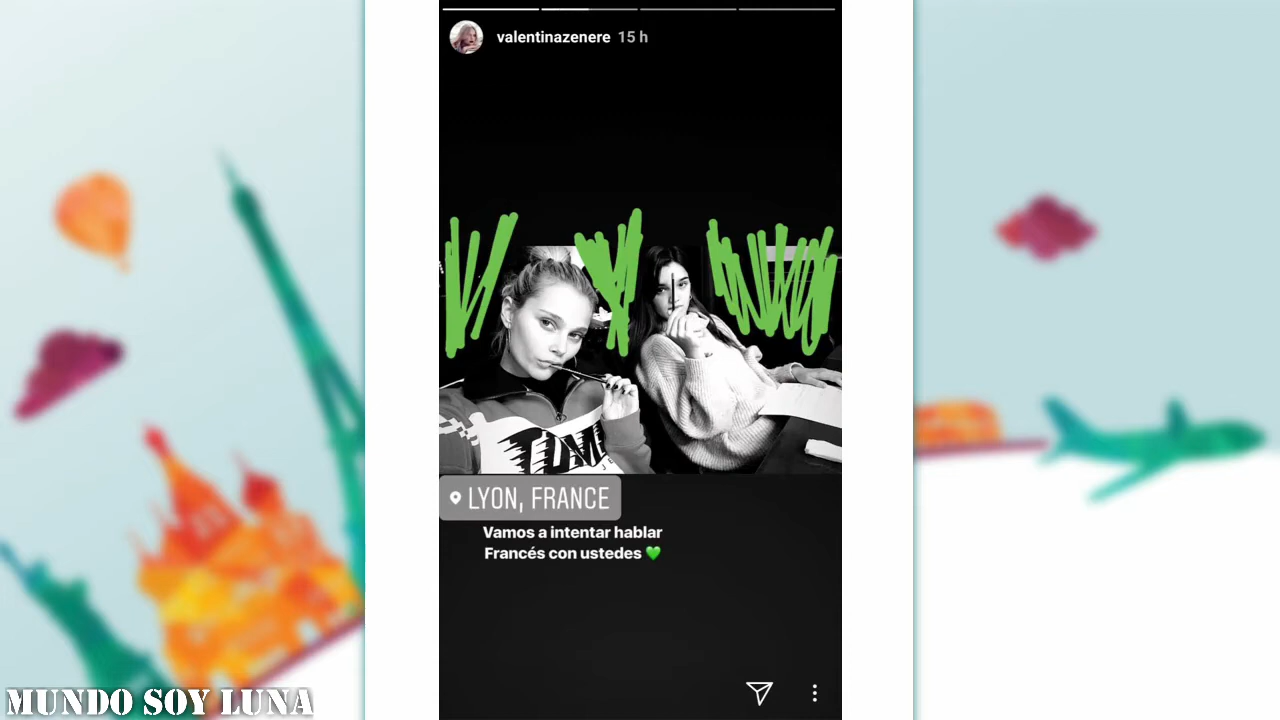 valentinazenere 15 h
LYON, FRANCE
Vamos a intentar hablar
Francés con ustedes 💚
MUNDO SOY LUNA